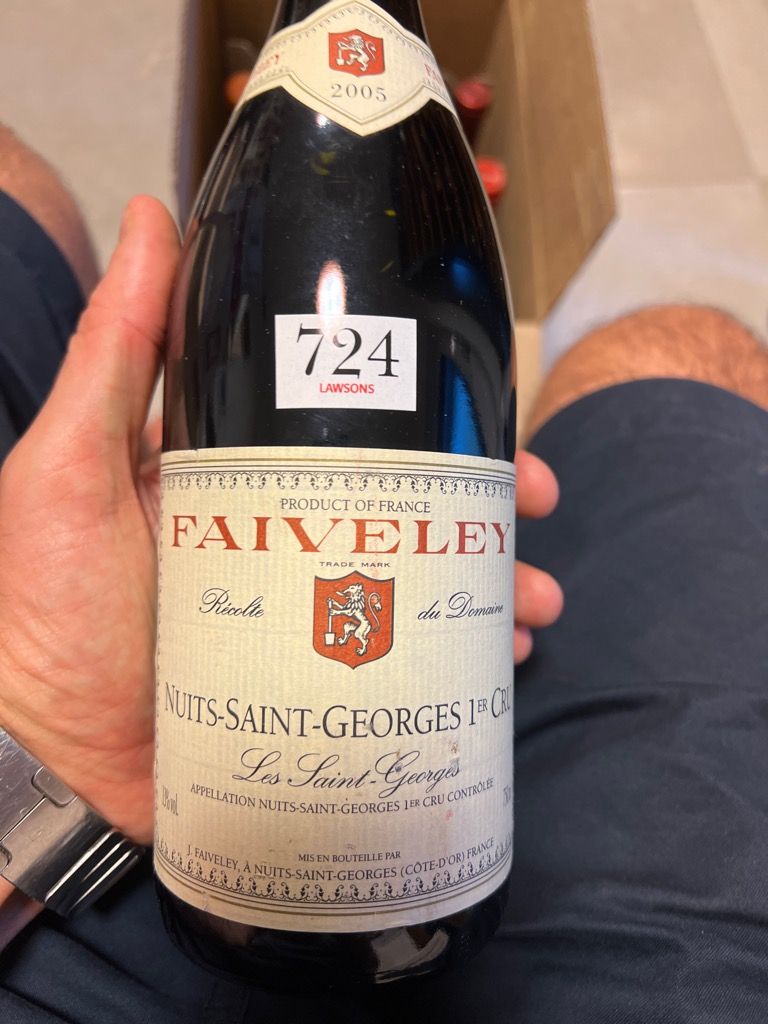 2005
724
LAWSONS
PRODUCT OF FRANCE
FAIVELEY
TRADE MARK
Récolte du Domaine
NUITS-SAINT-GEORGES 1ER CRU
Les Saint-Georges
APPELLATION NUITS-SAINT-GEORGES 1ER CRU CONTRÔLÉE
13% vol.
MIS EN BOUTEILLE PAR
J. FAIVELEY, À NUITS-SAINT-GEORGES (CÔTE-D'OR) FRANCE